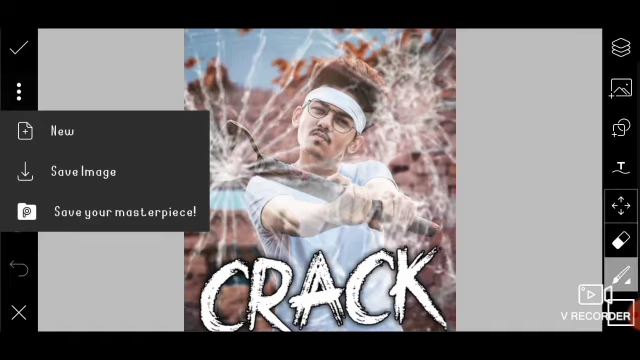 New
Save Image
Save your masterpiece!
CRACK
V RECORDER